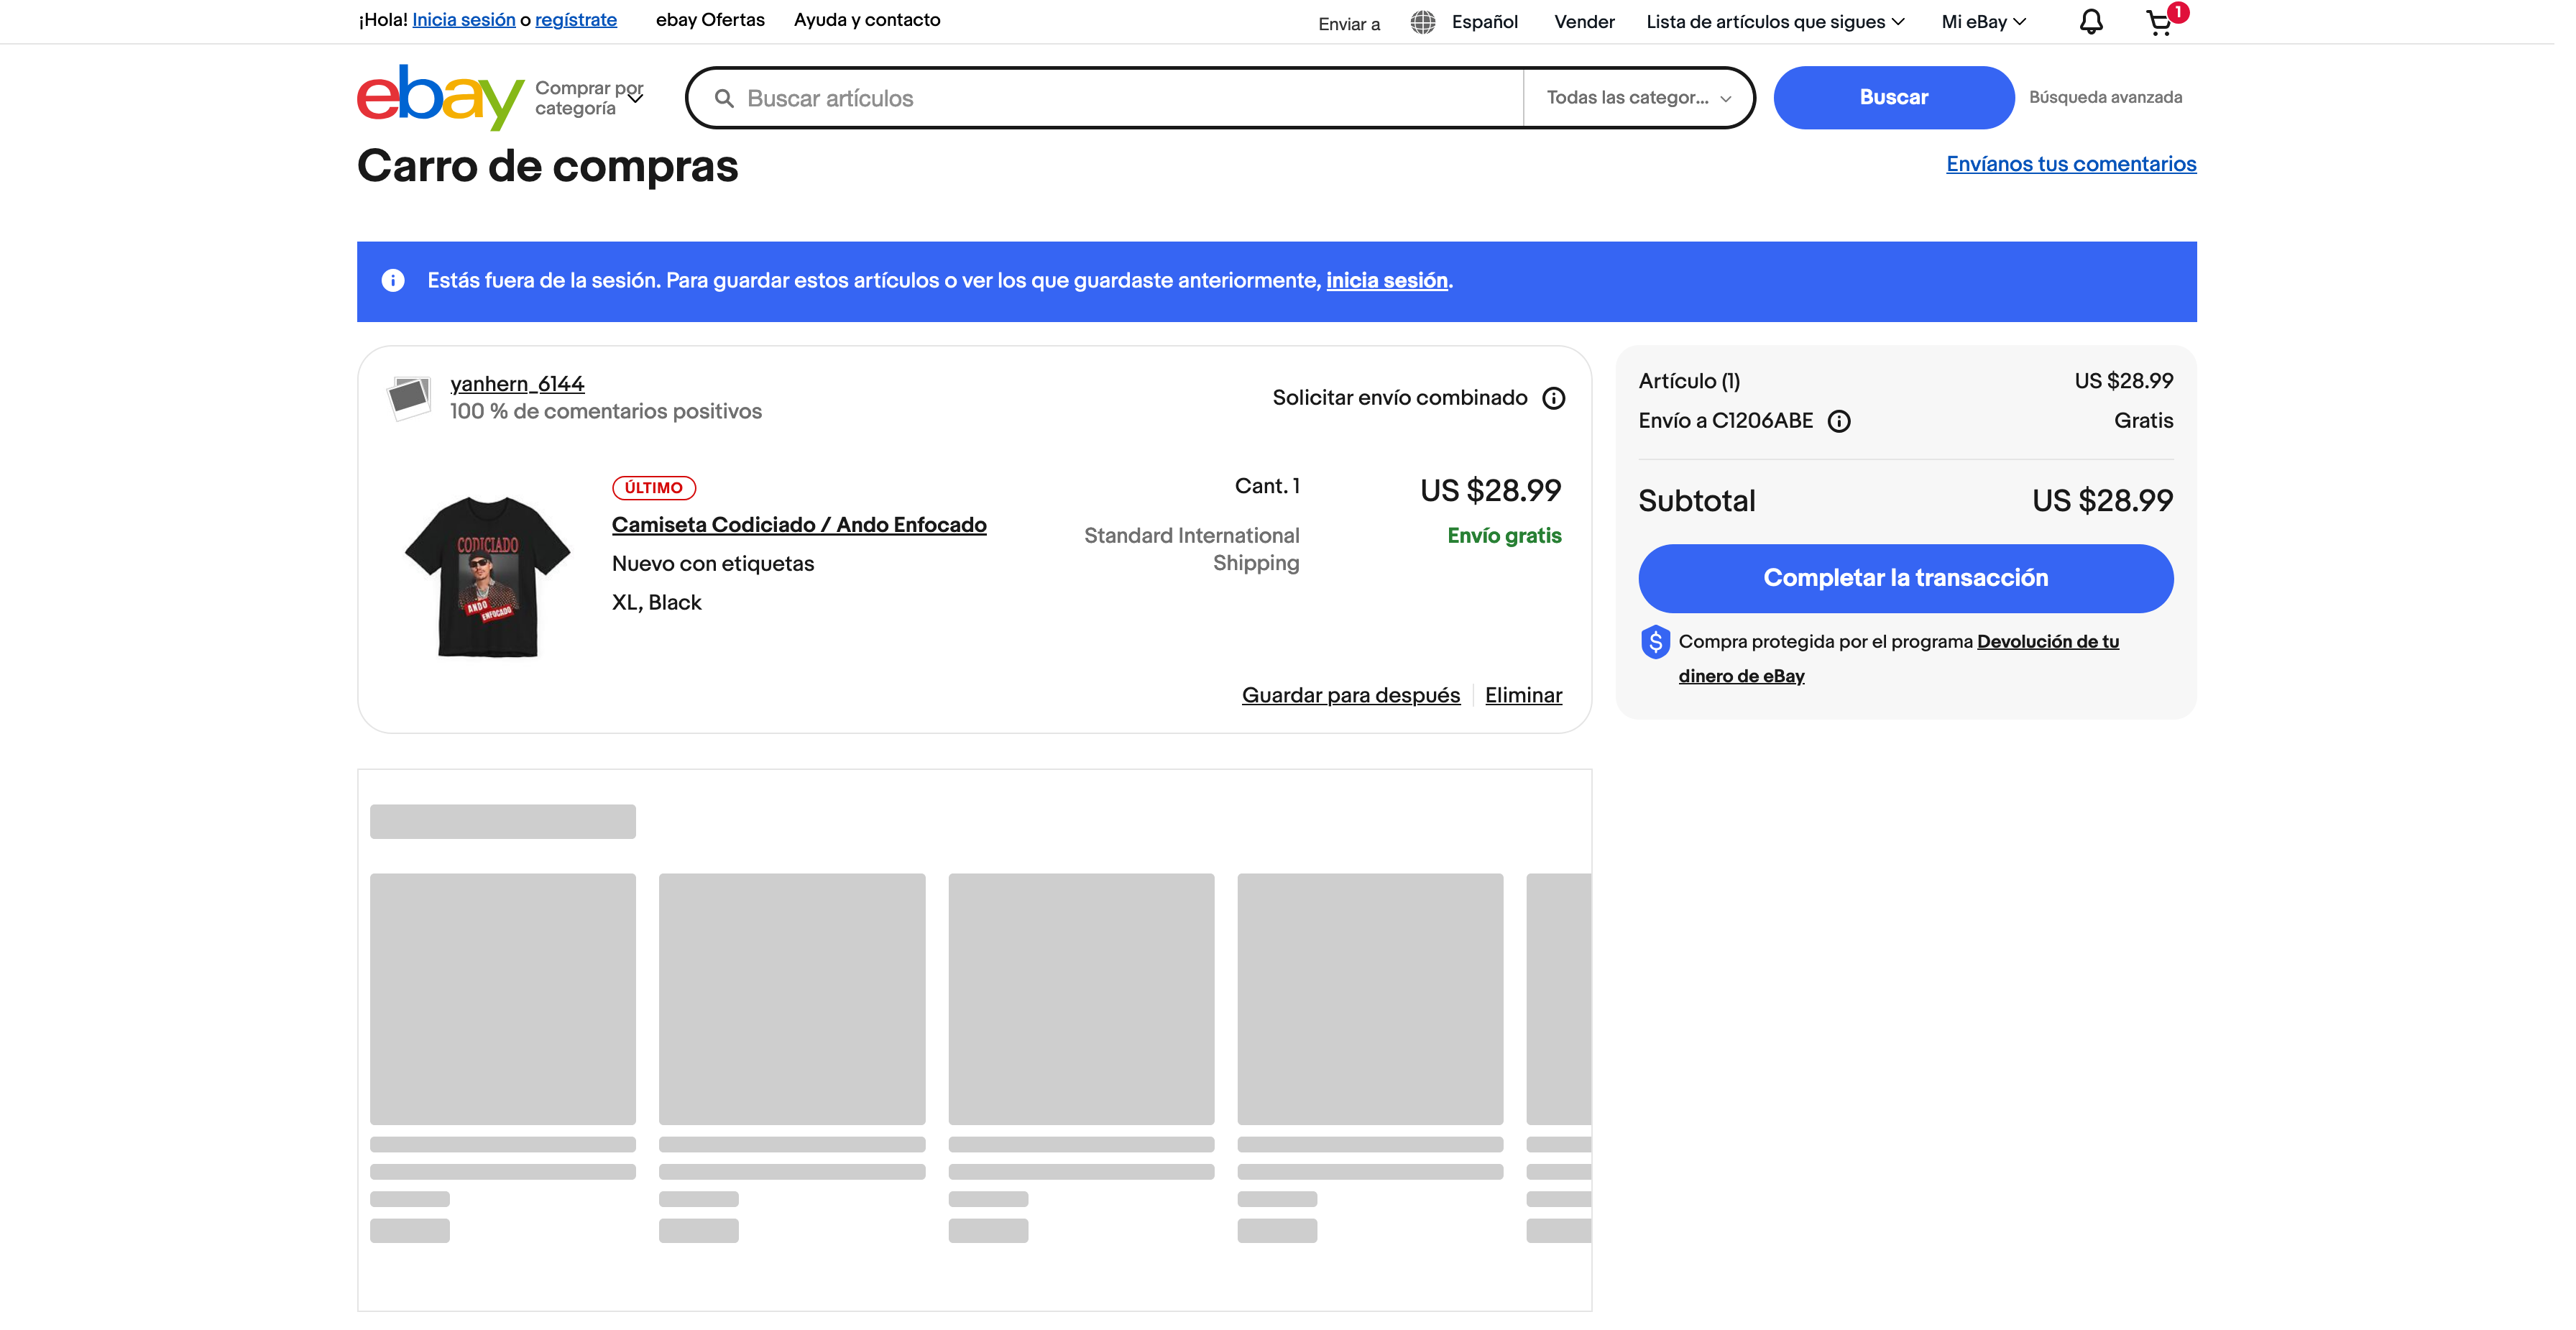 ¡Hola! Inicia sesión o regístrate ebay Ofertas Ayuda y contacto Enviar a Español Vender Lista de artículos que sigues Mi eBay 1
ebay Comprar por
categoría
Buscar artículos Todas las categor... Buscar Búsqueda avanzada
Carro de compras Envíanos tus comentarios
Estás fuera de la sesión. Para guardar estos artículos o ver los que guardaste anteriormente, inicia sesión.
yanhern_6144
100 % de comentarios positivos
Solicitar envío combinado
ÚLTIMO
Camiseta Codiciado / Ando Enfocado
Nuevo con etiquetas
XL, Black
CODICIADO
ANDO
ENFOCADO
Cant. 1
US $28.99
Standard International
Shipping
Envío gratis
Guardar para después Eliminar
Artículo (1) US $28.99
Envío a C1206ABE Gratis
Subtotal US $28.99
Completar la transacción
Compra protegida por el programa Devolución de tu
dinero de eBay